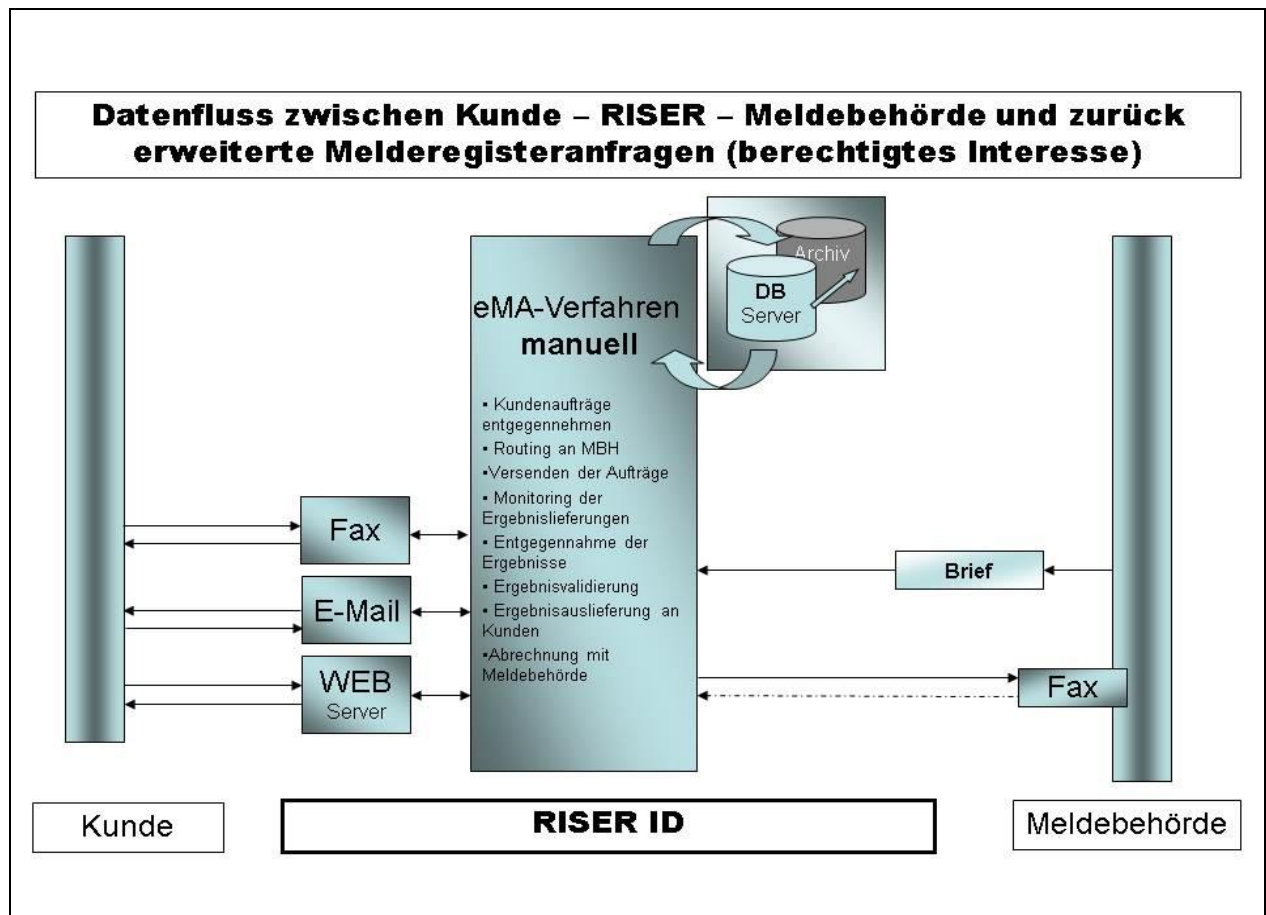 Datenfluss zwischen Kunde – RISER – Meldebehörde und zurück
erweiterte Melderegisteranfragen (berechtigtes Interesse)
Archiv
DB
Server
eMA-Verfahren
manuell
▪ Kundenaufträge
entgegennehmen
▪ Routing an MBH
▪Versenden der Aufträge
▪ Monitoring der
Ergebnislieferungen
▪ Entgegennahme der
Ergebnisse
▪ Ergebnisvalidierung
▪ Ergebnisauslieferung an
Kunden
▪Abrechnung mit
Meldebehörde
Fax
E-Mail
WEB
Server
Brief
Fax
Kunde
RISER ID
Meldebehörde